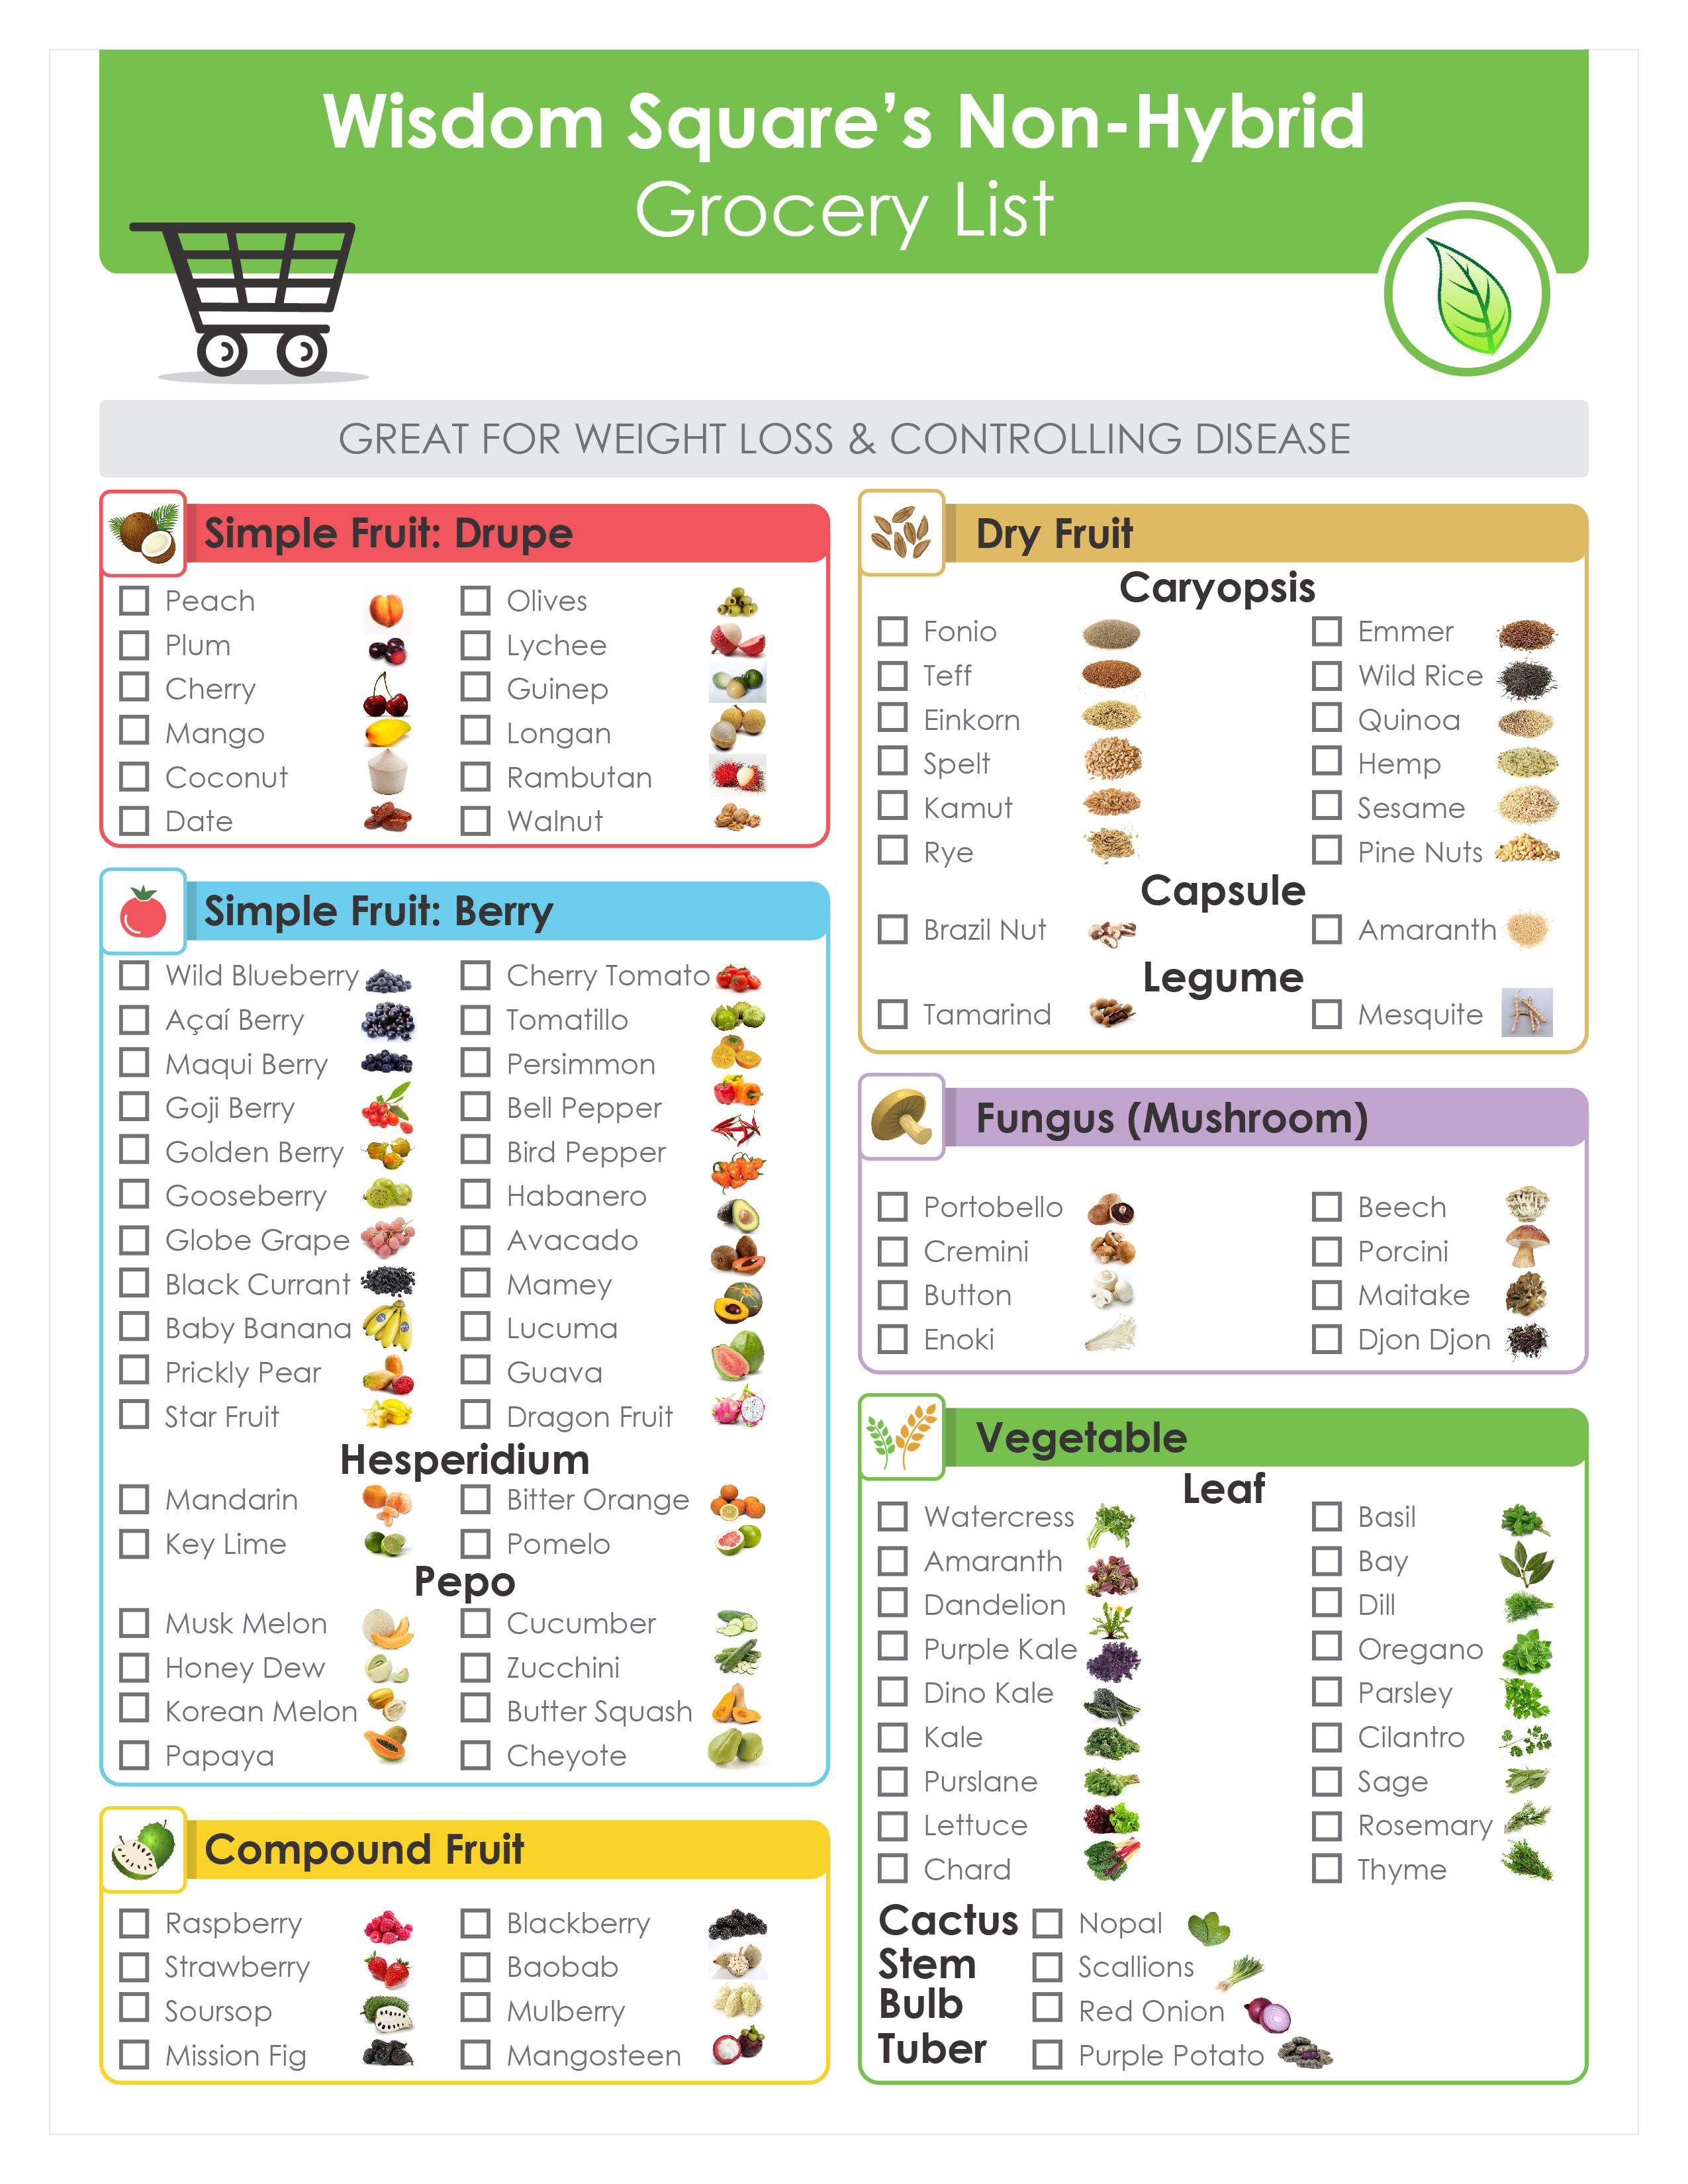 Wisdom Square's Non-Hybrid
Grocery List
GREAT FOR WEIGHT LOSS & CONTROLLING DISEASE
Simple Fruit: Drupe
Peach
Plum
Cherry
Mango
Coconut
Date
Olives
Lychee
Guinep
Longan
Rambutan
Walnut
Simple Fruit: Berry
Wild Blueberry
Açaí Berry
Maqui Berry
Goji Berry
Golden Berry
Gooseberry
Globe Grape
Black Currant
Baby Banana
Prickly Pear
Star Fruit
Cherry Tomato
Tomatillo
Persimmon
Bell Pepper
Bird Pepper
Habanero
Avacado
Mamey
Lucuma
Guava
Dragon Fruit
Hesperidium
Mandarin
Key Lime
Bitter Orange
Pomelo
Pepo
Musk Melon
Honey Dew
Korean Melon
Papaya
Cucumber
Zucchini
Butter Squash
Cheyote
Compound Fruit
Raspberry
Strawberry
Soursop
Mission Fig
Blackberry
Baobab
Mulberry
Mangosteen
Dry Fruit
Caryopsis
Fonio
Teff
Einkorn
Spelt
Kamut
Rye
Emmer
Wild Rice
Quinoa
Hemp
Sesame
Pine Nuts
Capsule
Brazil Nut
Amaranth
Legume
Tamarind
Mesquite
Fungus (Mushroom)
Portobello
Cremini
Button
Enoki
Beech
Porcini
Maitake
Djon Djon
Vegetable
Leaf
Watercress
Amaranth
Dandelion
Purple Kale
Dino Kale
Kale
Purslane
Lettuce
Chard
Basil
Bay
Dill
Oregano
Parsley
Cilantro
Sage
Rosemary
Thyme
Cactus Nopal
Stem Scallions
Bulb Red Onion
Tuber Purple Potato